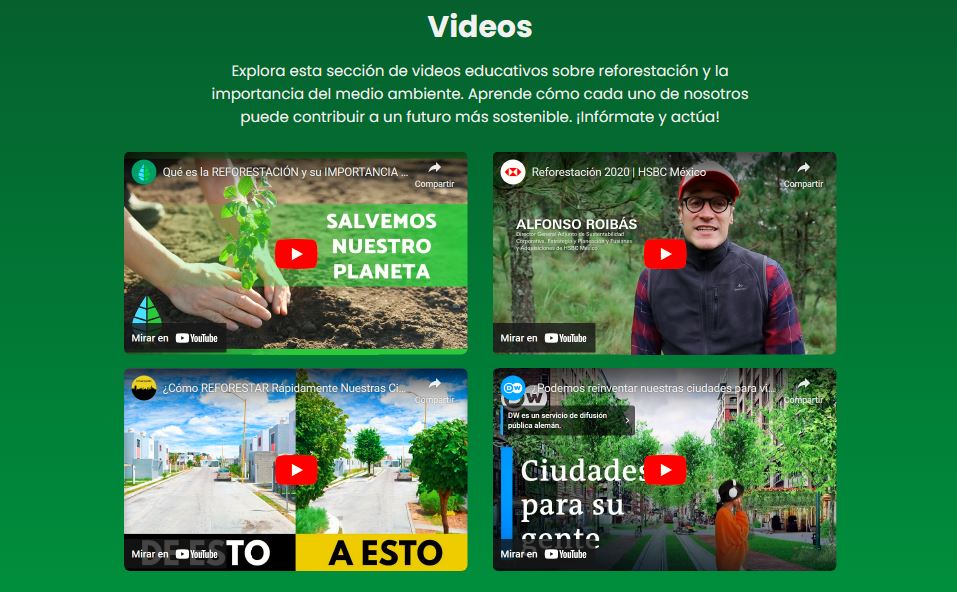 Videos
Explora esta sección de videos educativos sobre reforestación y la
importancia del medio ambiente. Aprende cómo cada uno de nosotros
puede contribuir a un futuro más sostenible. ¡Infórmate y actúa!
Qué es la REFORESTACIÓN y su IMPORTANCIA ...
Compartir
SALVEMOS
NUESTRO
PLANETA
Mirar en YouTube
Reforestación 2020 | HSBC México
Compartir
ALFONSO ROIBÁS
Director General Adjunto de Sustentabilidad
Corporativa, Estrategia y Planeación y Fusiones
y Adquisiciones de HSBC México
Mirar en YouTube
¿Cómo REFORESTAR Rápidamente Nuestras Ci...
Compartir
DE ESTO
A ESTO
Mirar en YouTube
DW
¿Podemos reinventar nuestras ciudades para vi...
Compartir
DW
DW es un servicio de difusión
pública alemán.
Ciudades
para su
gente
Mirar en YouTube